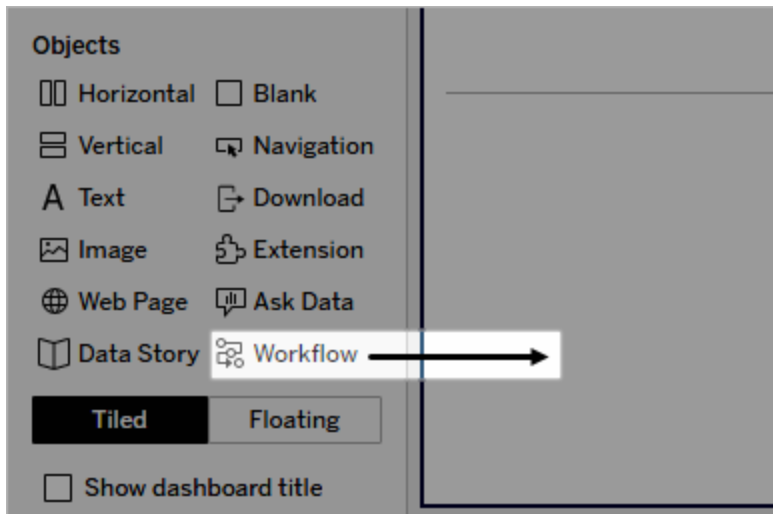 Objects
Horizontal Blank
Vertical Navigation
Text Download
Image Extension
Web Page Ask Data
Data Story Workflow
Tiled Floating
Show dashboard title